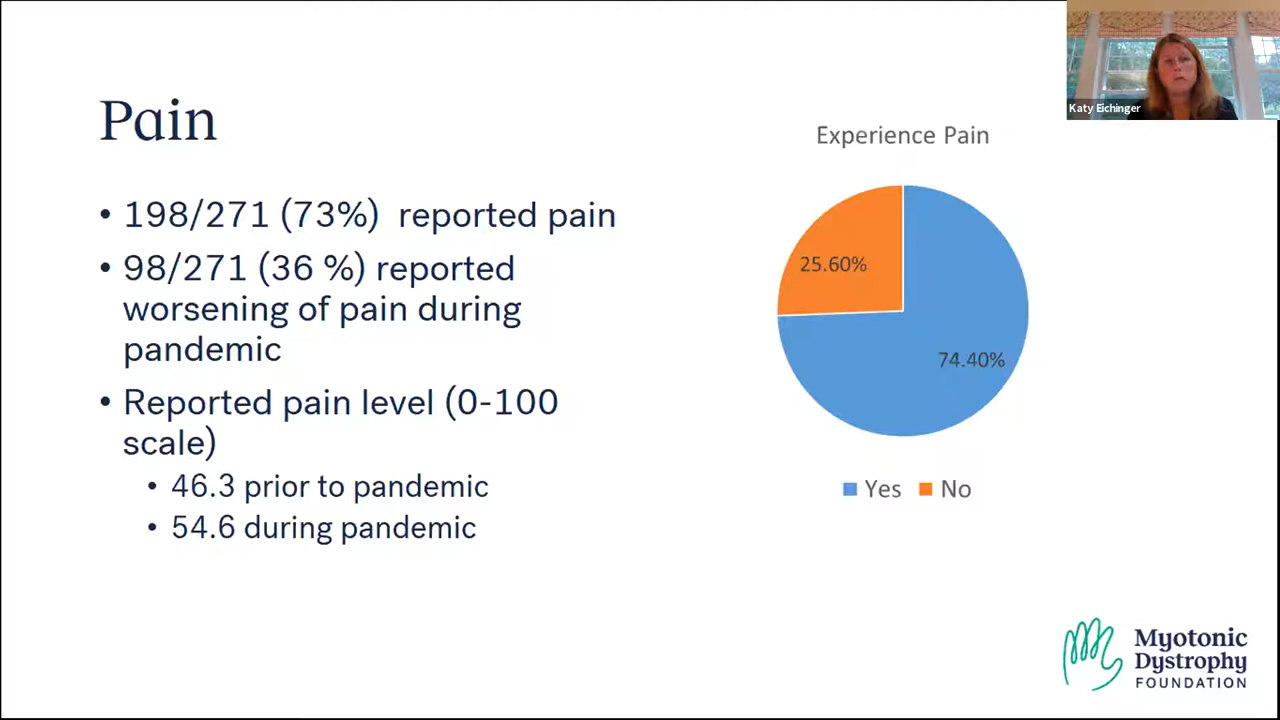 Pain
• 198/271 (73%) reported pain
• 98/271 (36 %) reported
worsening of pain during
pandemic
• Reported pain level (0-100
scale)
• 46.3 prior to pandemic
• 54.6 during pandemic
Experience Pain
25.60%
74.40%
Yes No
Katy Eichinger
Myotonic
Dystrophy
FOUNDATION